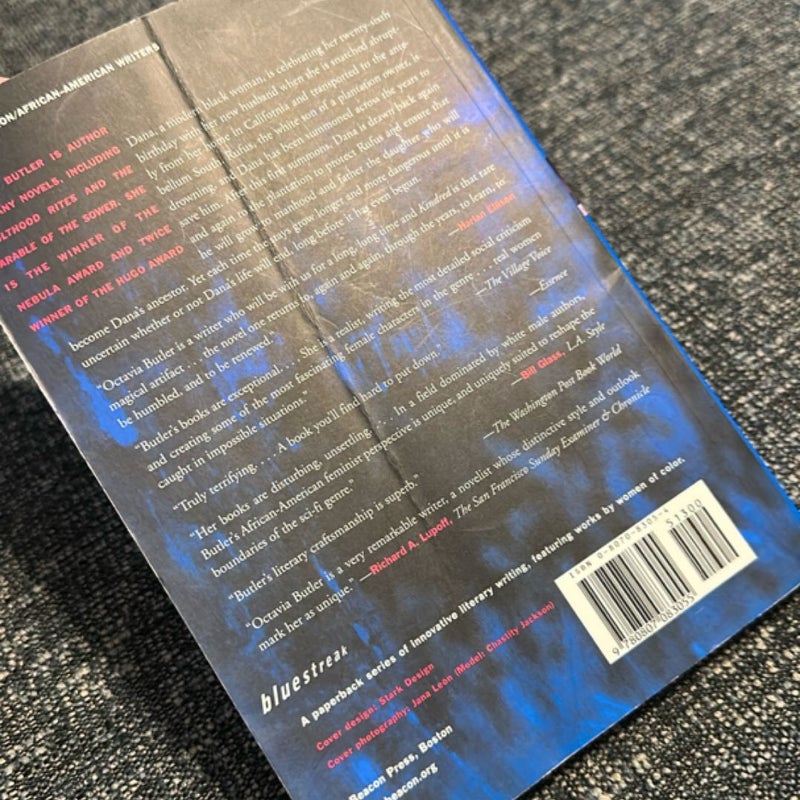 ON/AFRICAN-AMERICAN WRITERS
BUTLER IS AUTHOR
ANY NOVELS, INCLUDING
LTHOOD RITES AND THE
ARABLE OF THE SOWER. SHE
IS THE WINNER OF THE
NEBULA AWARD AND TWICE
WINNER OF THE HUGO AWARD
Dana, a modern black woman, is celebrating her twenty-sixth
birthday with her new husband when she is snatched abrupt-
ly from her home in California and transported to the ante-
bellum South. Rufus, the white son of a plantation owner, is
drowning, and Dana has been summoned across the years to
save him. After this first summons, Dana is drawn back again
and again to the plantation to protect Rufus and ensure that
he will grow to manhood and father the daughter who will
become Dana's ancestor. Yet each time the stays grow longer and more dangerous until it is
uncertain whether or not Dana's life will end, long before it has even begun.
"Octavia Butler is a writer who will be with us for a long, long time and Kindred is that rare
magical artifact . . . the novel one returns to, again and again, through the years, to learn, to
be humbled, and to be renewed." —Harlan Ellison
"Butler's books are exceptional. . . . She is a realist, writing the most detailed social criticism
and creating some of the most fascinating female characters in the genre . . . real women
caught in impossible situations." —The Village Voice
"Truly terrifying. . . . A book you'll find hard to put down." —Essence
"Her books are disturbing, unsettling. . . . In a field dominated by white male authors,
Butler's African-American feminist perspective is unique, and uniquely suited to reshape the
boundaries of the sci-fi genre." —Bill Glass, L.A. Style
"Butler's literary craftsmanship is superb." —The Washington Post Book World
"Octavia Butler is a very remarkable writer, a novelist whose distinctive style and outlook
mark her as unique." —Richard A. Lupoff, The San Francisco Sunday Examiner & Chronicle
bluestreak
A paperback series of innovative literary writing, featuring works by women of color.
Cover design: Stark Design
Cover photography: Jana León (Model: Chastity Jackson)
Beacon Press, Boston
beacon.org
ISBN 0-8070-8305-4
51300
9 780807 083055